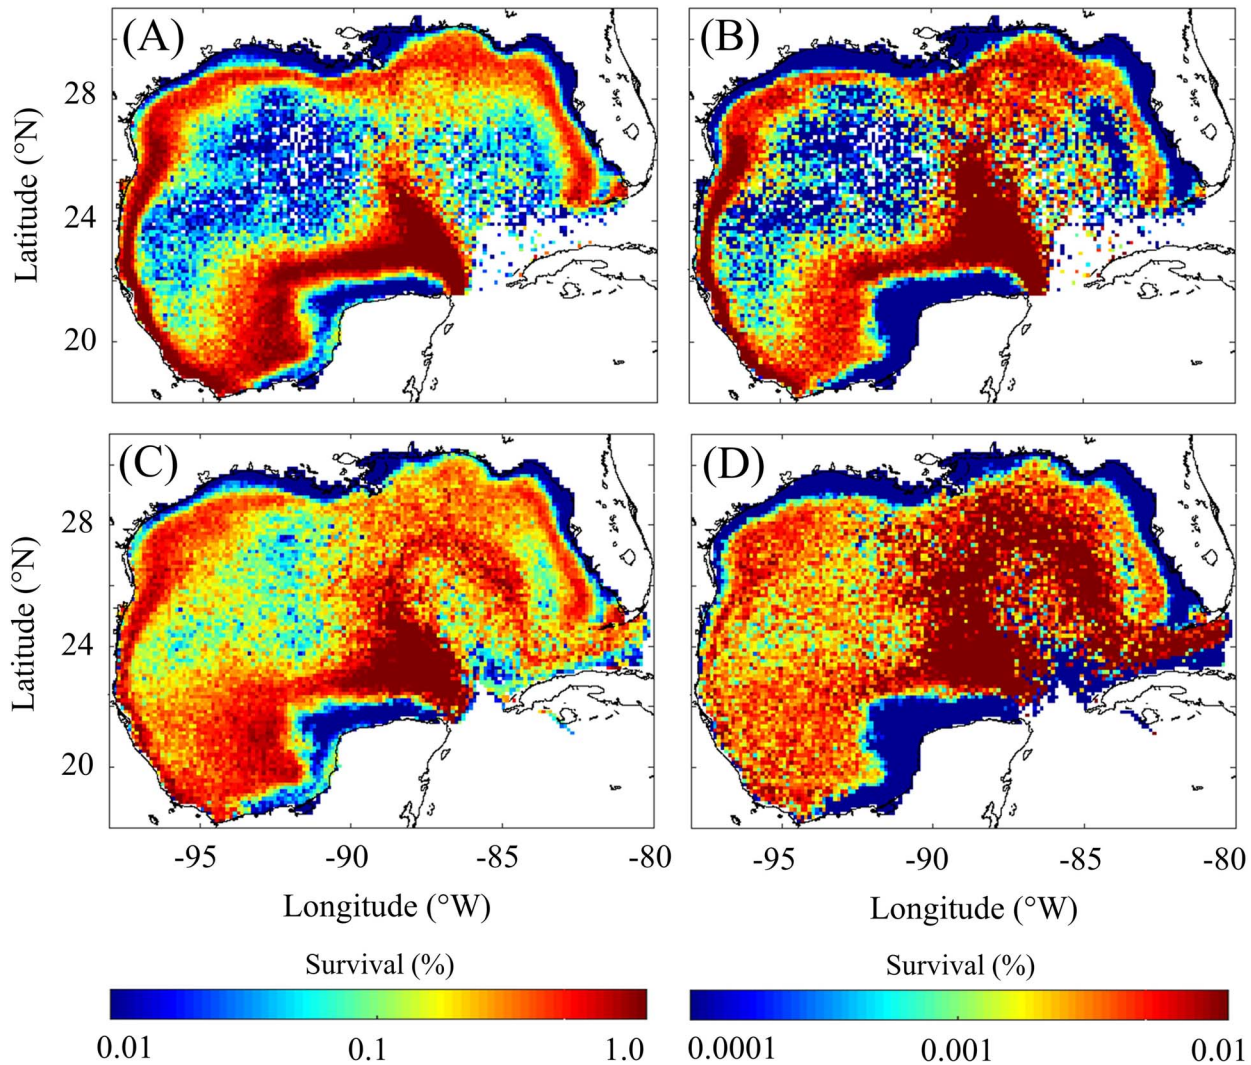 (A)
(B)
28
24
20
Latitude (°N)
(C)
(D)
28
24
20
Latitude (°N)
-95 -90 -85 -80
-95 -90 -85 -80
Longitude (°W)
Longitude (°W)
Survival (%)
Survival (%)
0.01 0.1 1.0
0.0001 0.001 0.01